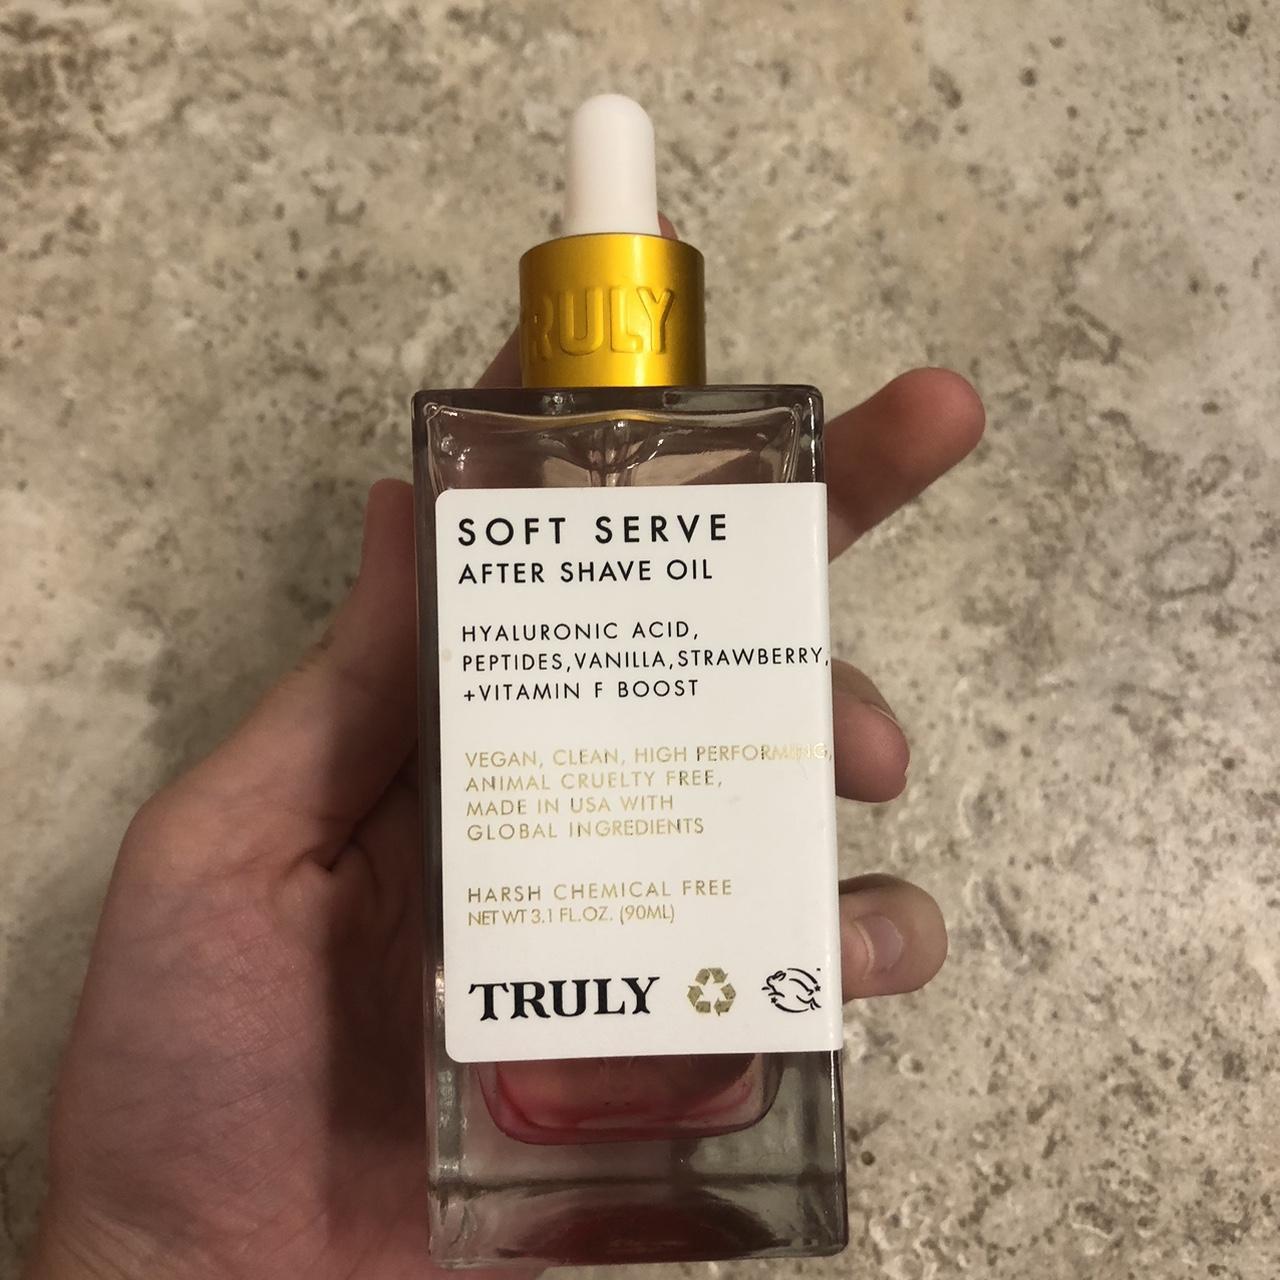 RULY
SOFT SERVE
AFTER SHAVE OIL
HYALURONIC ACID,
PEPTIDES,VANILLA,STRAWBERRY,
+VITAMIN F BOOST
VEGAN, CLEAN, HIGH PERFORMING,
ANIMAL CRUELTY FREE,
MADE IN USA WITH
GLOBAL INGREDIENTS
HARSH CHEMICAL FREE
NET WT 3.1 FL.OZ. (90ML)
TRULY